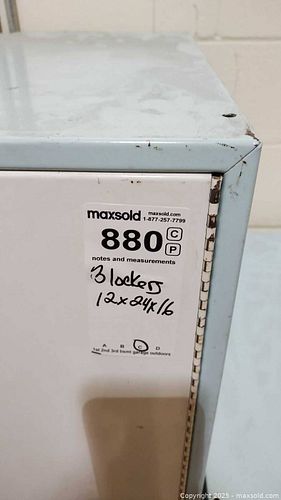 maxsold maxsold.com
1-877-257-7799
880 C
P
notes and measurements
3 lockers
12x24x16
A B C D
1st 2nd 3rd front garage outdoors
Copyright 2025 - maxsold.com